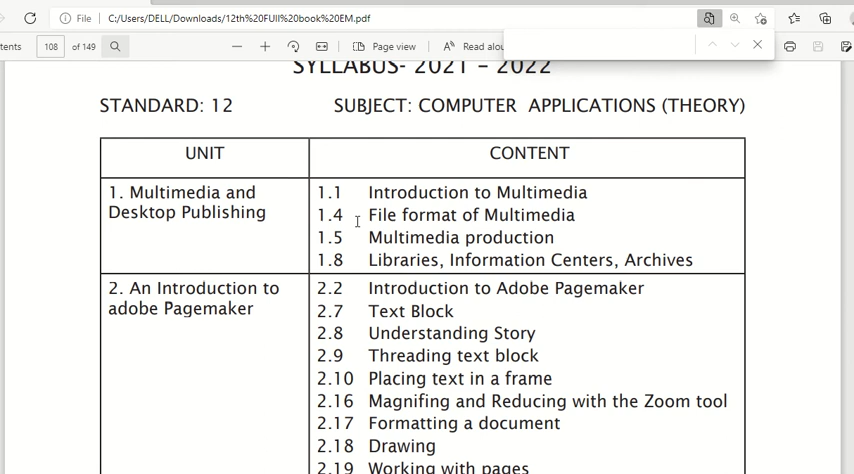 File C:/Users/DELL/Downloads/12th%20FUll%20book%20EM.pdf
tents 108 of 149 Page view Read alou
SYLLABUS- 2021 – 2022
STANDARD: 12 SUBJECT: COMPUTER APPLICATIONS (THEORY)
UNIT CONTENT
1. Multimedia and
Desktop Publishing
1.1 Introduction to Multimedia
1.4 File format of Multimedia
1.5 Multimedia production
1.8 Libraries, Information Centers, Archives
2. An Introduction to
adobe Pagemaker
2.2 Introduction to Adobe Pagemaker
2.7 Text Block
2.8 Understanding Story
2.9 Threading text block
2.10 Placing text in a frame
2.16 Magnifing and Reducing with the Zoom tool
2.17 Formatting a document
2.18 Drawing
2.19 Working with pages